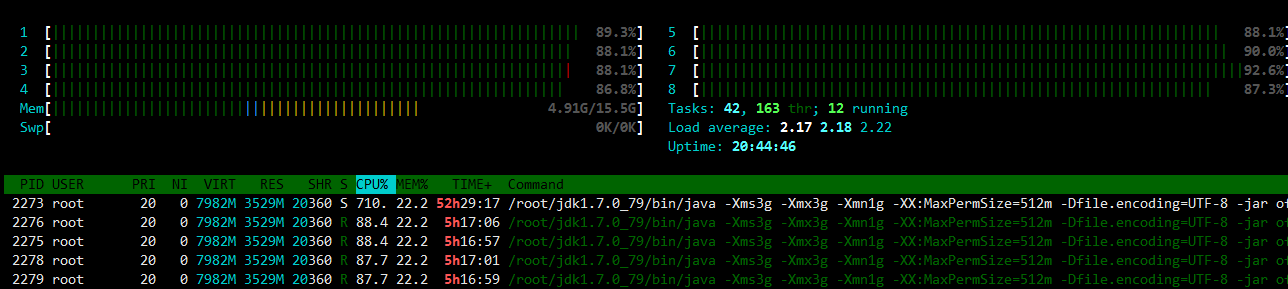 1 [ 89.3%] 5 [ 88.1%
2 [ 88.1%] 6 [ 90.0%
3 [ 88.1%] 7 [ 92.6%
4 [ 86.8%] 8 [ 87.3%
Mem[ 4.91G/15.5G] Tasks: 42, 163 thr; 12 running
Swp[ 0K/0K] Load average: 2.17 2.18 2.22
Uptime: 20:44:46
PID USER PRI NI VIRT RES SHR S CPU% MEM% TIME+ Command
2273 root 20 0 7982M 3529M 20360 S 710. 22.2 52h29:17 /root/jdk1.7.0_79/bin/java -Xms3g -Xmx3g -Xmn1g -XX:MaxPermSize=512m -Dfile.encoding=UTF-8 -jar of
2276 root 20 0 7982M 3529M 20360 R 88.4 22.2 5h17:06 /root/jdk1.7.0_79/bin/java -Xms3g -Xmx3g -Xmn1g -XX:MaxPermSize=512m -Dfile.encoding=UTF-8 -jar of
2275 root 20 0 7982M 3529M 20360 R 88.4 22.2 5h16:57 /root/jdk1.7.0_79/bin/java -Xms3g -Xmx3g -Xmn1g -XX:MaxPermSize=512m -Dfile.encoding=UTF-8 -jar of
2278 root 20 0 7982M 3529M 20360 R 87.7 22.2 5h17:01 /root/jdk1.7.0_79/bin/java -Xms3g -Xmx3g -Xmn1g -XX:MaxPermSize=512m -Dfile.encoding=UTF-8 -jar of
2279 root 20 0 7982M 3529M 20360 R 87.7 22.2 5h16:59 /root/jdk1.7.0_79/bin/java -Xms3g -Xmx3g -Xmn1g -XX:MaxPermSize=512m -Dfile.encoding=UTF-8 -jar of